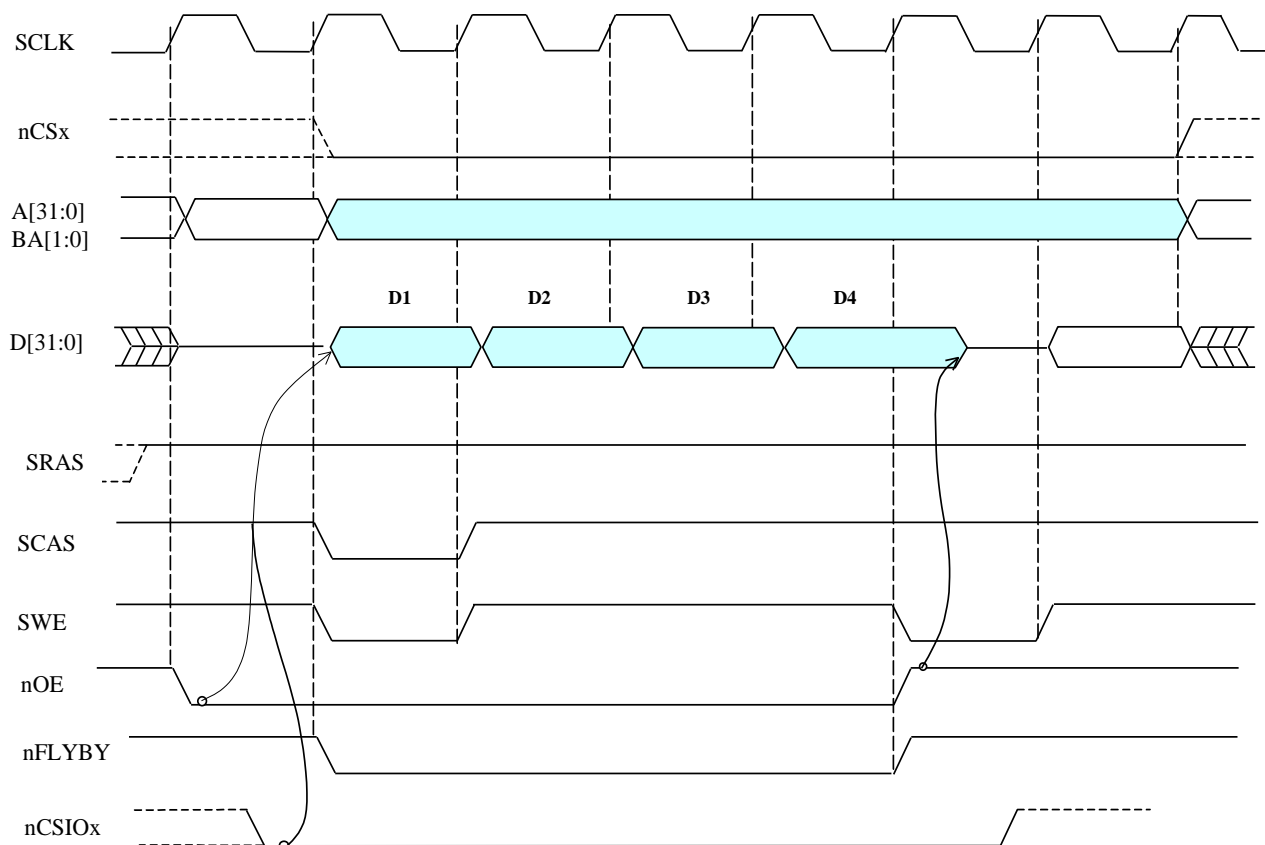 SCLK
nCSx
A[31:0]
BA[1:0]
D1 D2 D3 D4
D[31:0]
SRAS
SCAS
SWE
nOE
nFLYBY
nCSIOx